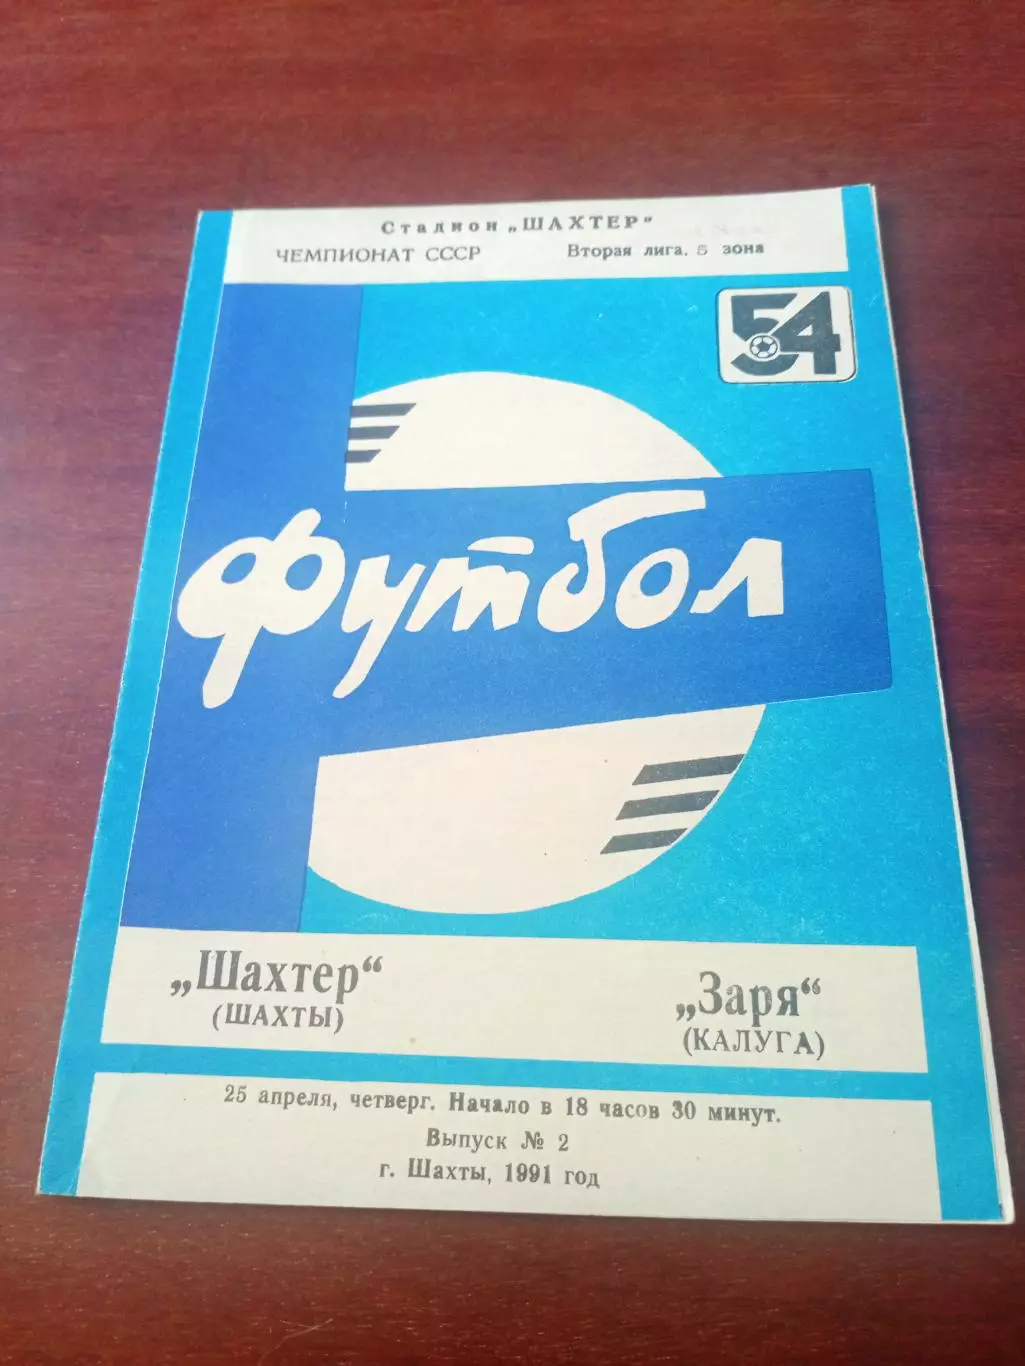 Стадион „ШАХТЕР“
ЧЕМПИОНАТ СССР Вторая лига. 5 зона
54
футбол
„Шахтер“ „Заря“
(ШАХТЫ) (КАЛУГА)
25 апреля, четверг. Начало в 18 часов 30 минут.
Выпуск № 2
г. Шахты, 1991 год